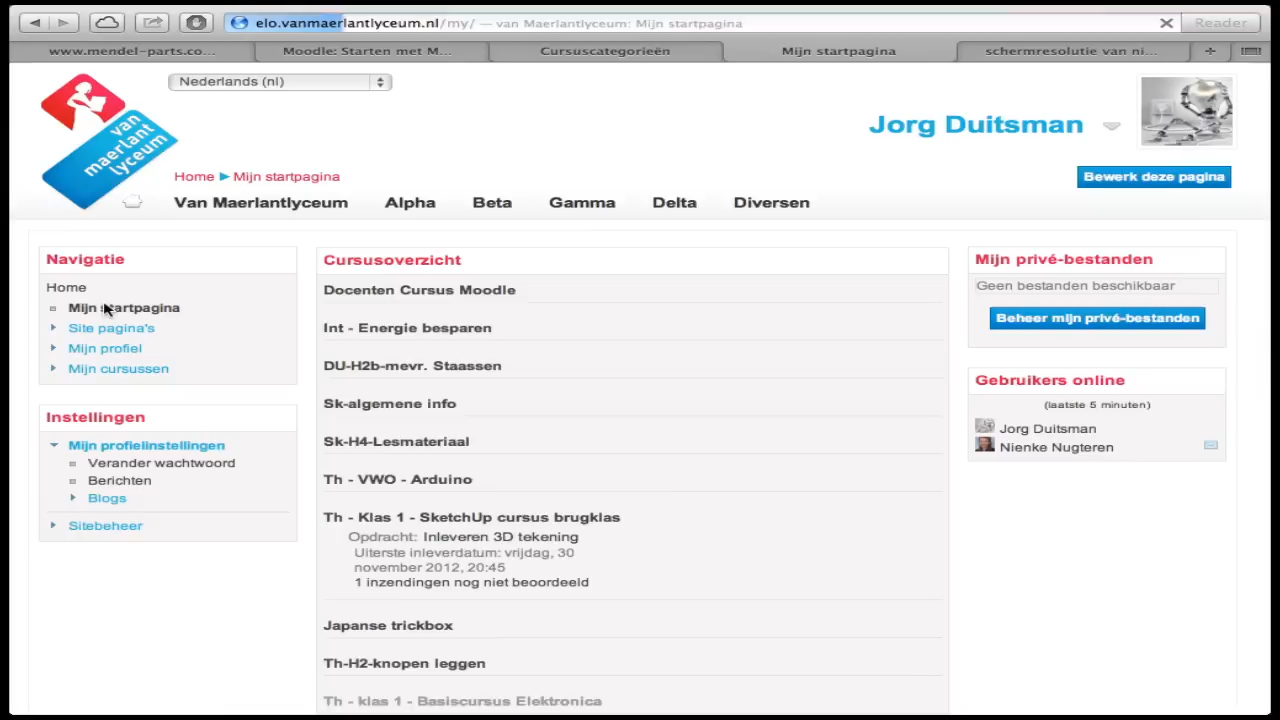 elo.vanmaerlantlyceum.nl/my/ — van Maerlantlyceum: Mijn startpagina
Reader
www.mendel-parts.co...
Moodle: Starten met M...
Cursuscategorieën
Mijn startpagina
schermresolutie van ni...
Nederlands (nl)
van
maerlant
lyceum
Jorg Duitsman
Home ▶ Mijn startpagina
Bewerk deze pagina
Van Maerlantlyceum Alpha Beta Gamma Delta Diversen
Navigatie
Home
Mijn startpagina
Site pagina's
Mijn profiel
Mijn cursussen
Instellingen
Mijn profielinstellingen
Verander wachtwoord
Berichten
Blogs
Sitebeheer
Cursusoverzicht
Docenten Cursus Moodle
Int - Energie besparen
DU-H2b-mevr. Staassen
Sk-algemene info
Sk-H4-Lesmateriaal
Th - VWO - Arduino
Th - Klas 1 - SketchUp cursus brugklas
Opdracht: Inleveren 3D tekening
Uiterste inleverdatum: vrijdag, 30
november 2012, 20:45
1 inzendingen nog niet beoordeeld
Japanse trickbox
Th-H2-knopen leggen
Th - klas 1 - Basiscursus Elektronica
Mijn privé-bestanden
Geen bestanden beschikbaar
Beheer mijn privé-bestanden
Gebruikers online
(laatste 5 minuten)
Jorg Duitsman
Nienke Nugteren